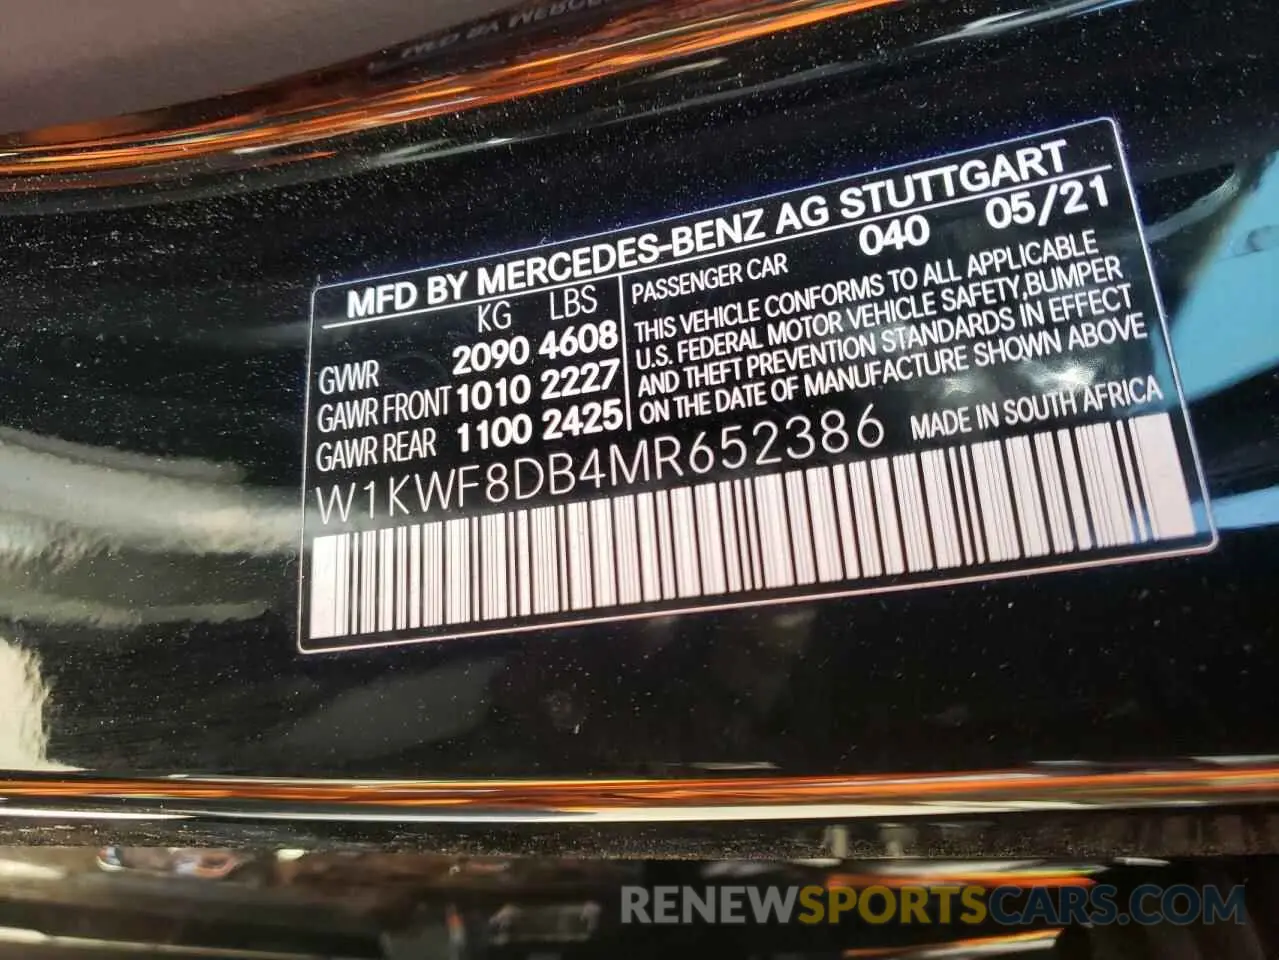 MFD BY MERCEDES-BENZ AG STUTTGART
KG LBS
GVWR 2090 4608
GAWR FRONT 1010 2227
GAWR REAR 1100 2425
PASSENGER CAR 040 05/21
THIS VEHICLE CONFORMS TO ALL APPLICABLE
U.S. FEDERAL MOTOR VEHICLE SAFETY, BUMPER
AND THEFT PREVENTION STANDARDS IN EFFECT
ON THE DATE OF MANUFACTURE SHOWN ABOVE
W1KWF8DB4MR652386 MADE IN SOUTH AFRICA
RENEWSPORTSCARS.COM